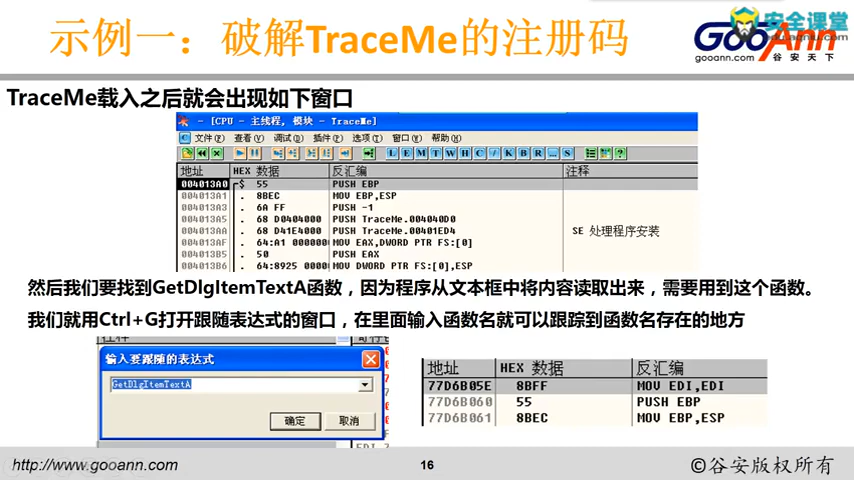 示例一：破解TraceMe的注册码
安全课堂
GooAnn
gooann.com 谷安天下
TraceMe载入之后就会出现如下窗口
- [CPU - 主线程, 模块 - TraceMe]
C 文件(F) 查看(V) 调试(D) 插件(P) 选项(T) 窗口(W) 帮助(H)
L E M T W H C / K B R ... S
地址 HEX 数据 反汇编 注释
004013A0 $ 55 PUSH EBP
004013A1 . 8BEC MOV EBP,ESP
004013A3 . 6A FF PUSH -1
004013A5 . 68 D0404000 PUSH TraceMe.004040D0
004013AA . 68 D41E4000 PUSH TraceMe.00401ED4 SE 处理程序安装
004013AF . 64:A1 0000000 MOV EAX,DWORD PTR FS:[0]
004013B5 . 50 PUSH EAX
004013B6 . 64:8925 0000 MOV DWORD PTR FS:[0],ESP
然后我们要找到GetDlgItemTextA函数，因为程序从文本框中将内容读取出来，需要用到这个函数。
我们就用Ctrl+G打开跟随表达式的窗口，在里面输入函数名就可以跟踪到函数名存在的地方
输入要跟随的表达式
GetDlgItemTextA
确定 取消
地址 HEX 数据 反汇编
77D6B05E 8BFF MOV EDI,EDI
77D6B060 55 PUSH EBP
77D6B061 8BEC MOV EBP,ESP
http://www.gooann.com 16 ©谷安版权所有